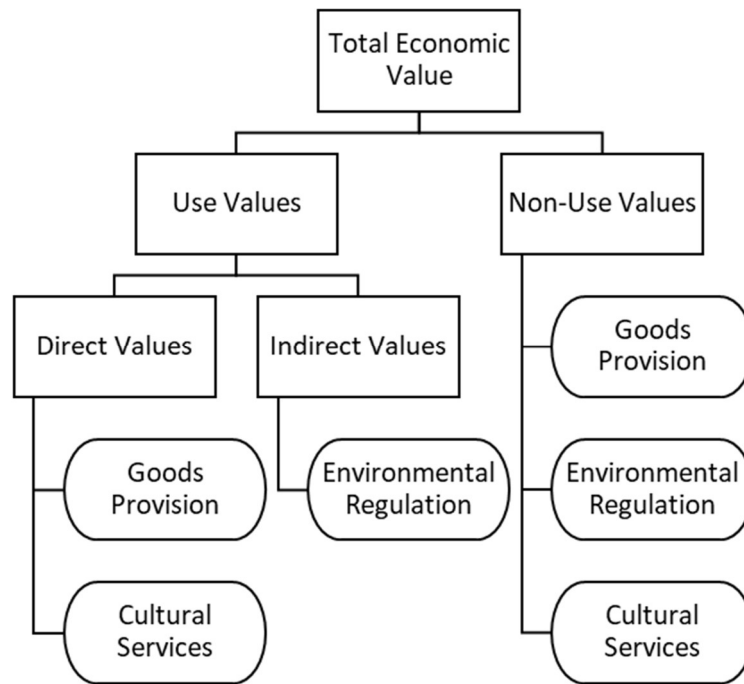 Total Economic
Value
Use Values
Non-Use Values
Direct Values
Indirect Values
Goods
Provision
Goods
Provision
Environmental
Regulation
Environmental
Regulation
Cultural
Services
Cultural
Services